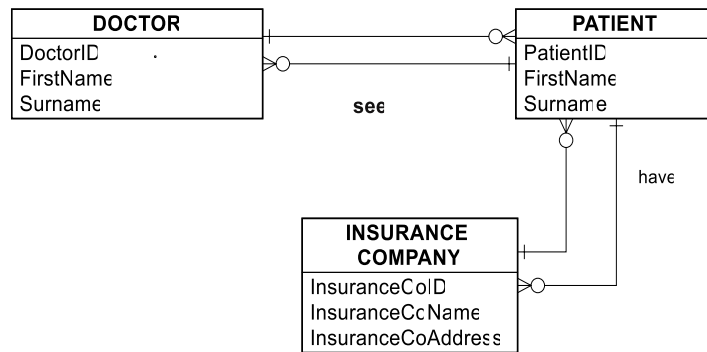 DOCTOR
DoctorID
FirstName
Surname
PATIENT
PatientID
FirstName
Surname
see
have
INSURANCE
COMPANY
InsuranceCoID
InsuranceCoName
InsuranceCoAddress